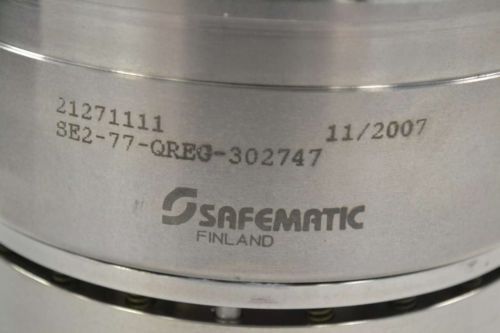 21271111
11/2007
SE2-77-QREG-302747
SAFEMATIC
FINLAND